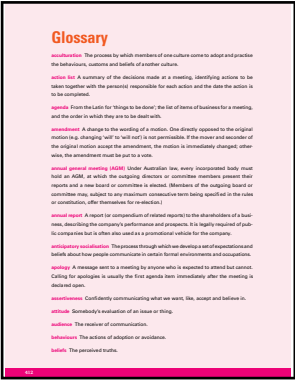 Glossary
acculturation The process by which members of one culture come to adopt and practise
the behaviours, customs and beliefs of another culture.
action list A summary of the decisions made at a meeting, identifying actions to be
taken together with the person(s) responsible for each action and the date the action is
to be completed.
agenda From the Latin for 'things to be done'; the list of items of business for a meeting,
and the order in which they are to be dealt with.
amendment A change to the wording of a motion. One directly opposed to the original
motion (e.g. changing 'will' to 'will not') is not permissible. If the mover and seconder of
the original motion accept the amendment, the motion is immediately changed; other-
wise, the amendment must be put to a vote.
annual general meeting (AGM) Under Australian law, every incorporated body must
hold an AGM, at which the outgoing directors or committee members present their
reports and a new board or committee is elected. (Members of the outgoing board or
committee may, subject to any maximum consecutive term being specified in the rules
or constitution, offer themselves for re-election.)
annual report A report (or compendium of related reports) to the shareholders of a busi-
ness, describing the company's performance and prospects. It is legally required of pub-
lic companies but is often also used as a promotional vehicle for the company.
anticipatory socialisation The process through which we develop a set of expectations and
beliefs about how people communicate in certain formal environments and occupations.
apology A message sent to a meeting by anyone who is expected to attend but cannot.
Calling for apologies is usually the first agenda item immediately after the meeting is
declared open.
assertiveness Confidently communicating what we want, like, accept and believe in.
attitude Somebody's evaluation of an issue or thing.
audience The receiver of communication.
behaviours The actions of adoption or avoidance.
beliefs The perceived truths.
402